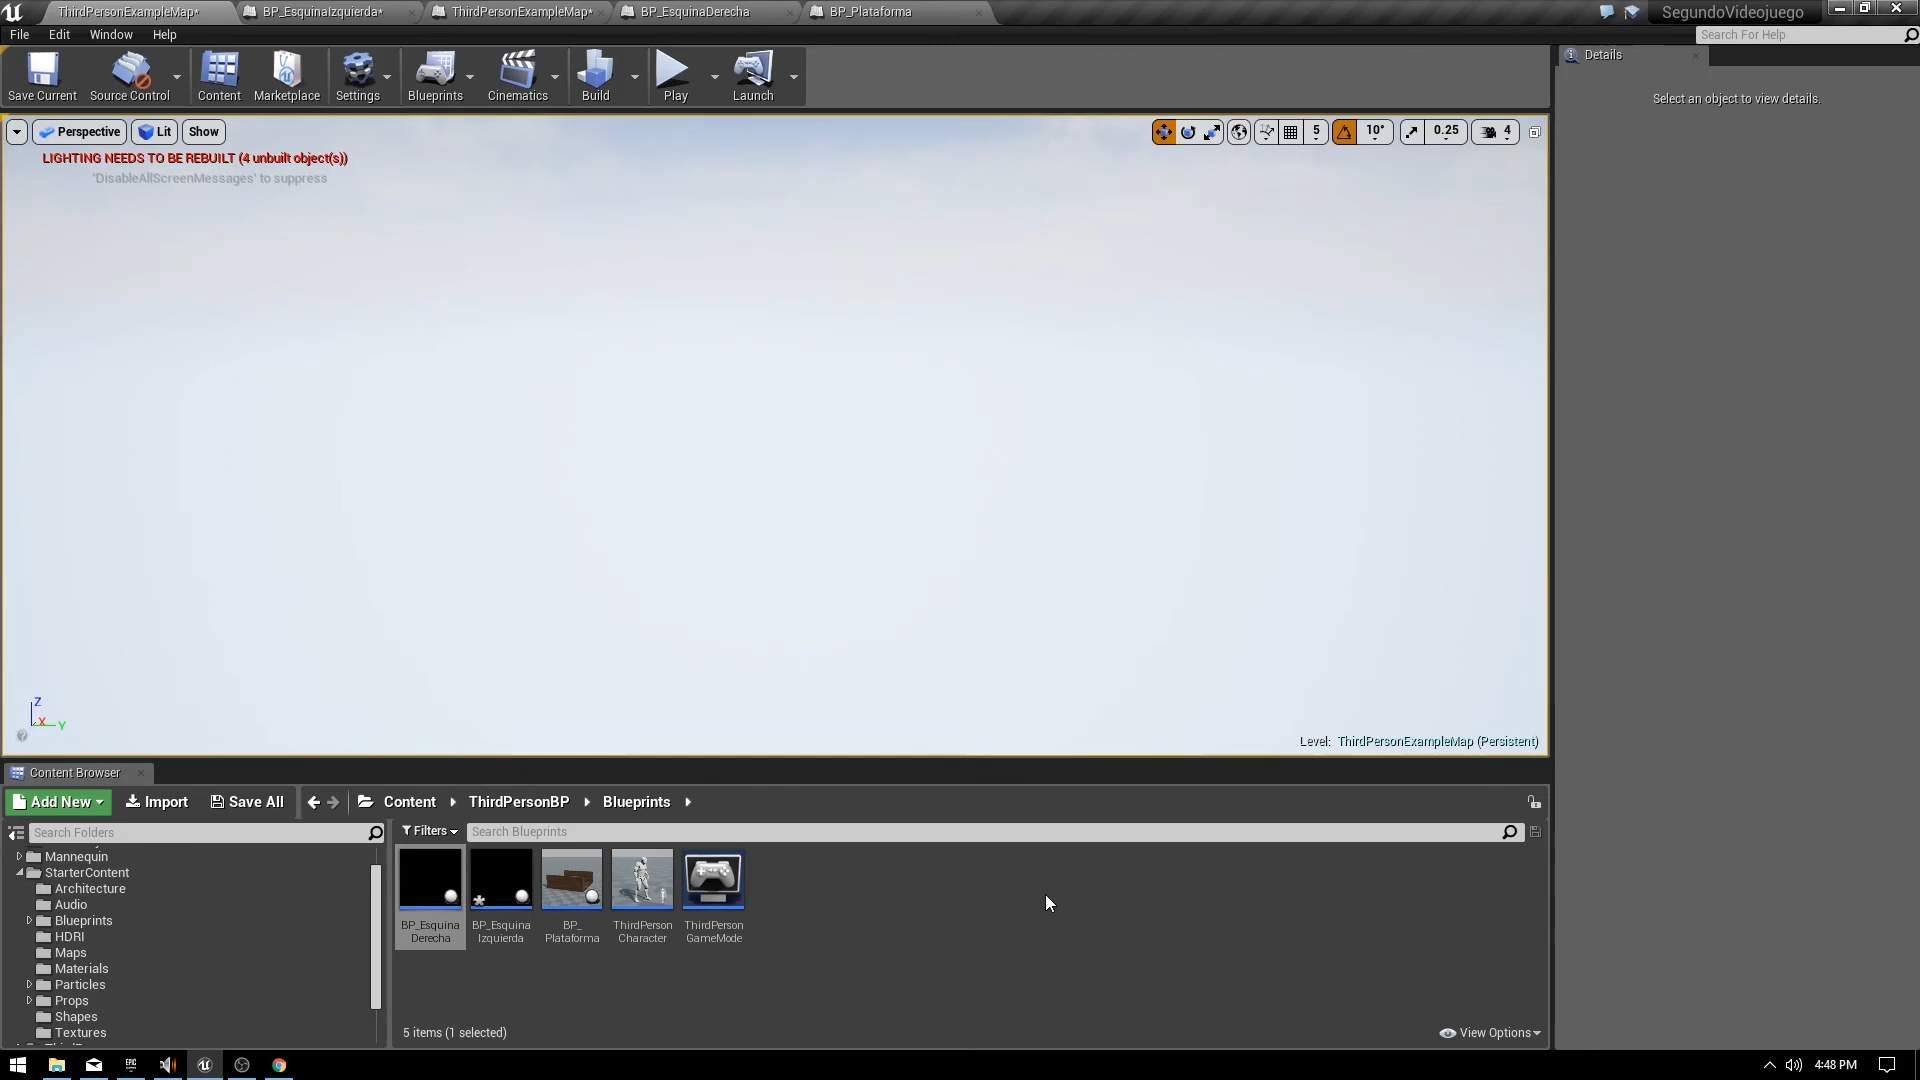 ThirdPersonExampleMap* BP_EsquinaIzquierda* ThirdPersonExampleMap* BP_EsquinaDerecha BP_Plataforma SegundoVideojuego
File Edit Window Help Search For Help
Save Current Source Control Content Marketplace Settings Blueprints Cinematics Build Play Launch
Details
Select an object to view details.
Perspective Lit Show 5 10° 0.25 4
LIGHTING NEEDS TO BE REBUILT (4 unbuilt object(s))
'DisableAllScreenMessages' to suppress
Z
X Y
Level: ThirdPersonExampleMap (Persistent)
Content Browser
Add New Import Save All Content ThirdPersonBP Blueprints
Search Folders
Filters Search Blueprints
Mannequin
StarterContent
Architecture
Audio
Blueprints
HDRI
Maps
Materials
Particles
Props
Shapes
Textures
BP_Esquina
Derecha
BP_Esquina
Izquierda
BP_
Plataforma
ThirdPerson
Character
ThirdPerson
GameMode
5 items (1 selected)
View Options
EPIC
4:48 PM